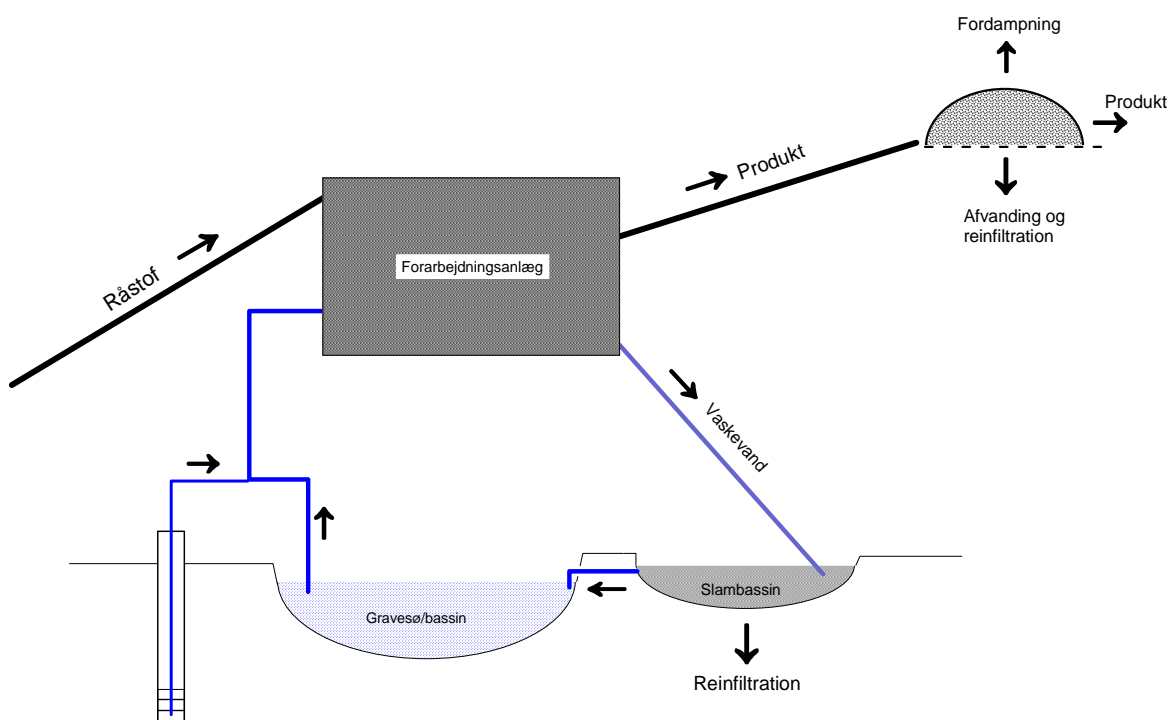 Fordampning
Produkt
Produkt
Afvanding og
reinfiltration
Råstof
Forarbejdningsanlæg
Vaskevand
Slambassin
Gravesø/bassin
Reinfiltration